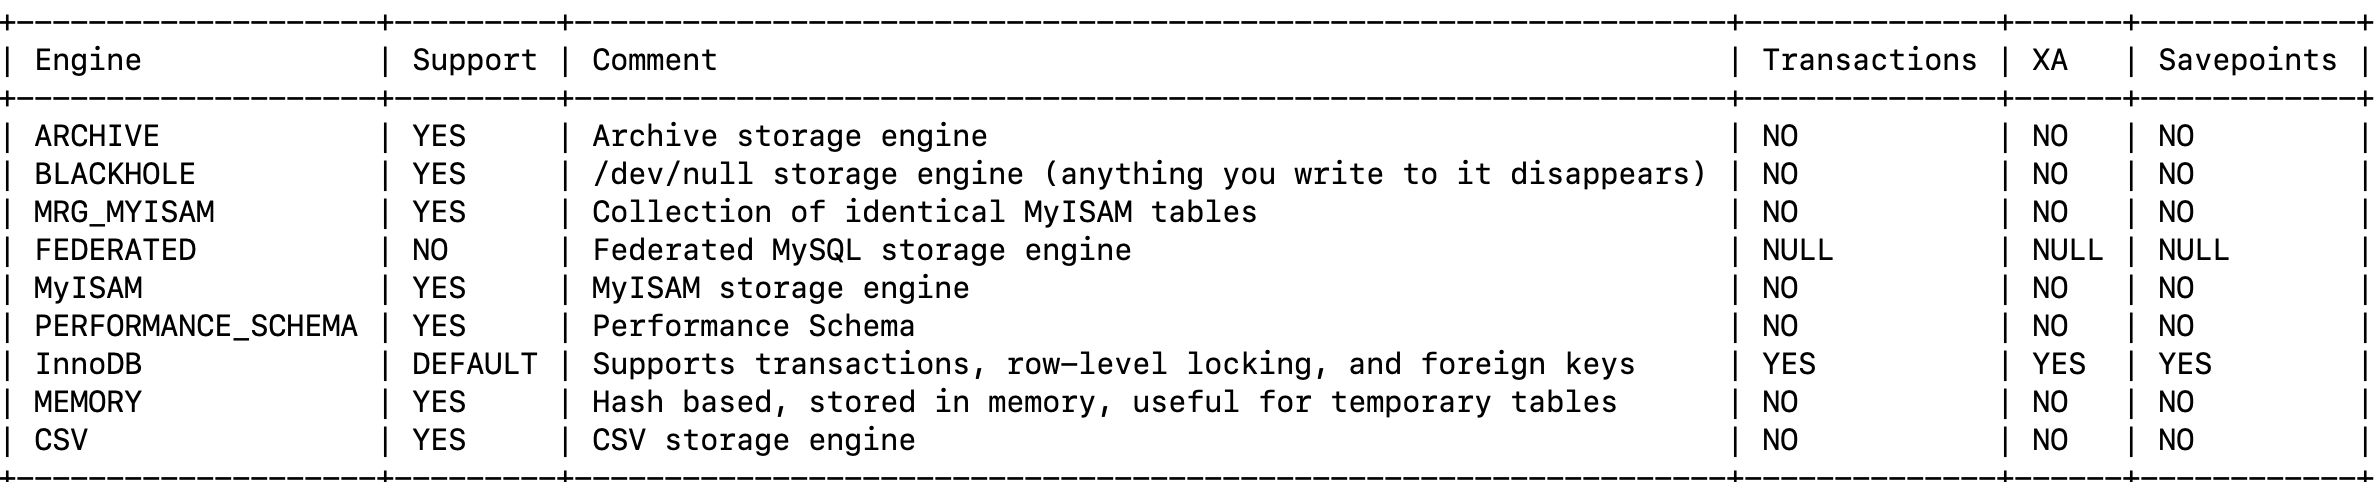 +--------------------+---------+----------------------------------------------------------------+--------------+------+------------+
| Engine             | Support | Comment                                                        | Transactions | XA   | Savepoints |
+--------------------+---------+----------------------------------------------------------------+--------------+------+------------+
| ARCHIVE            | YES     | Archive storage engine                                         | NO           | NO   | NO         |
| BLACKHOLE          | YES     | /dev/null storage engine (anything you write to it disappears) | NO           | NO   | NO         |
| MRG_MYISAM         | YES     | Collection of identical MyISAM tables                          | NO           | NO   | NO         |
| FEDERATED          | NO      | Federated MySQL storage engine                                 | NULL         | NULL | NULL       |
| MyISAM             | YES     | MyISAM storage engine                                          | NO           | NO   | NO         |
| PERFORMANCE_SCHEMA | YES     | Performance Schema                                             | NO           | NO   | NO         |
| InnoDB             | DEFAULT | Supports transactions, row-level locking, and foreign keys     | YES          | YES  | YES        |
| MEMORY             | YES     | Hash based, stored in memory, useful for temporary tables      | NO           | NO   | NO         |
| CSV                | YES     | CSV storage engine                                             | NO           | NO   | NO         |
+--------------------+---------+----------------------------------------------------------------+--------------+------+------------+